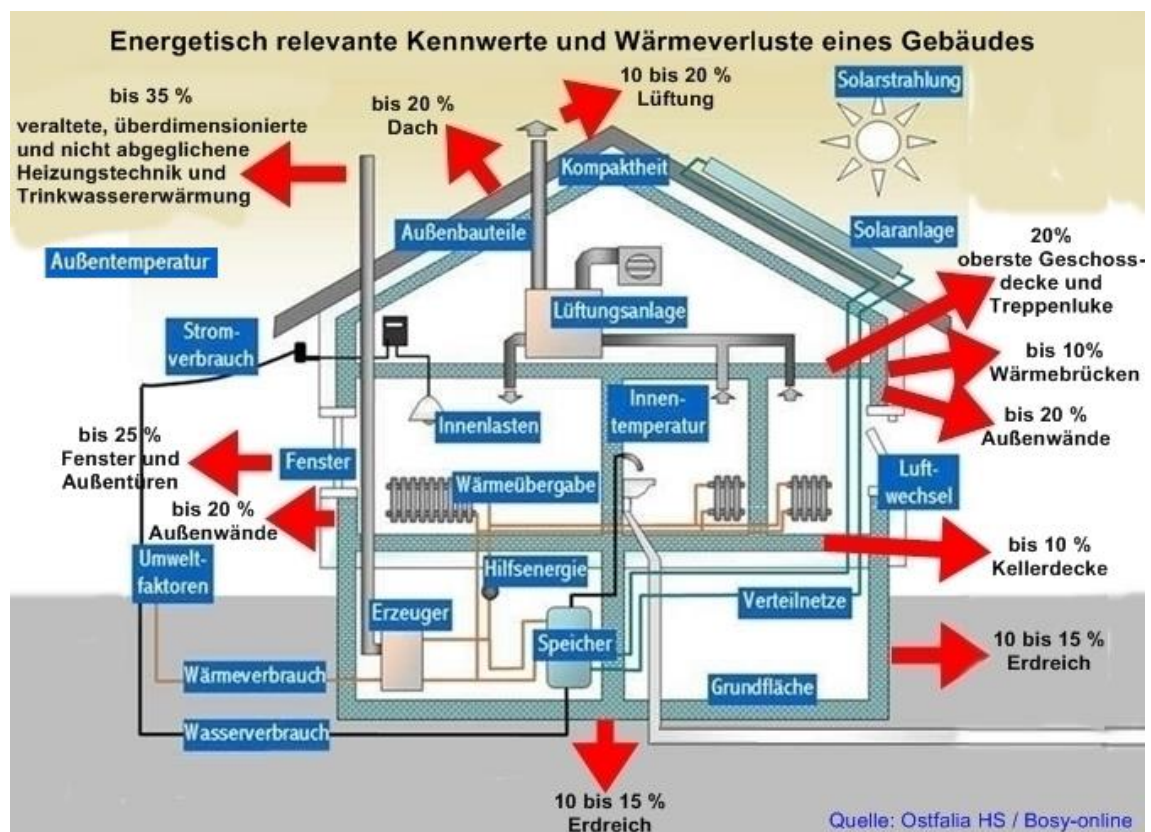 Energetisch relevante Kennwerte und Wärmeverluste eines Gebäudes
bis 35 %
veraltete, überdimensionierte
und nicht abgeglichene
Heizungstechnik und
Trinkwassererwärmung
bis 20 %
Dach
10 bis 20 %
Lüftung
Solarstrahlung
Kompaktheit
Außenbauteile
Solaranlage
Außentemperatur
20%
oberste Geschoss-
decke und
Treppenluke
Lüftungsanlage
Strom-
verbrauch
bis 10%
Wärmebrücken
Innenlasten
Innen-
temperatur
bis 20 %
Außenwände
bis 25 %
Fenster und
Außentüren
Fenster
Wärmeübergabe
Luft-
wechsel
bis 20 %
Außenwände
bis 10 %
Kellerdecke
Umwelt-
faktoren
Hilfsenergie
Erzeuger
Speicher
Verteilnetze
10 bis 15 %
Erdreich
Wärmeverbrauch
Grundfläche
Wasserverbrauch
10 bis 15 %
Erdreich
Quelle: Ostfalia HS / Bosy-online